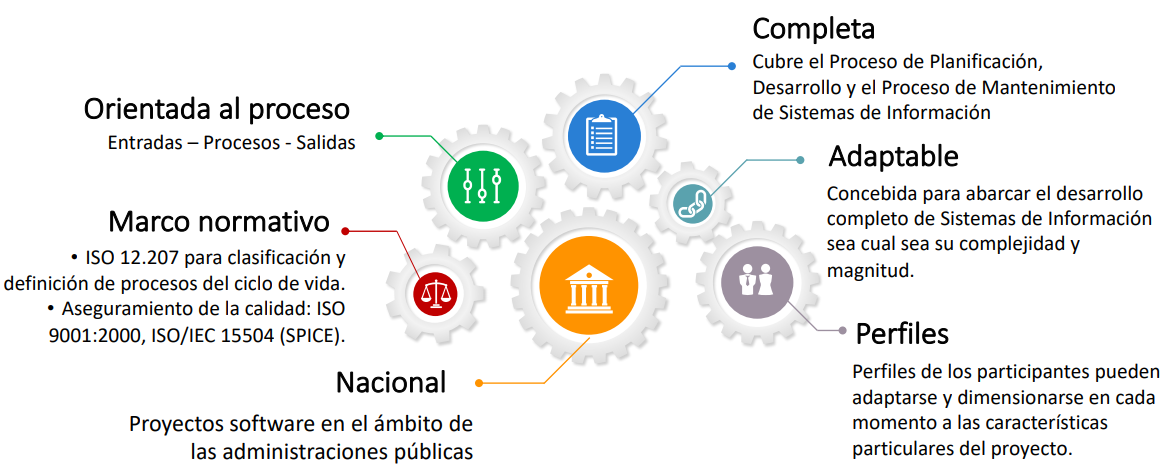 Orientada al proceso
Entradas – Procesos - Salidas
Marco normativo
• ISO 12.207 para clasificación y
definición de procesos del ciclo de vida.
• Aseguramiento de la calidad: ISO
9001:2000, ISO/IEC 15504 (SPICE).
Nacional
Proyectos software en el ámbito de
las administraciones públicas
Completa
Cubre el Proceso de Planificación,
Desarrollo y el Proceso de Mantenimiento
de Sistemas de Información
Adaptable
Concebida para abarcar el desarrollo
completo de Sistemas de Información
sea cual sea su complejidad y
magnitud.
Perfiles
Perfiles de los participantes pueden
adaptarse y dimensionarse en cada
momento a las características
particulares del proyecto.